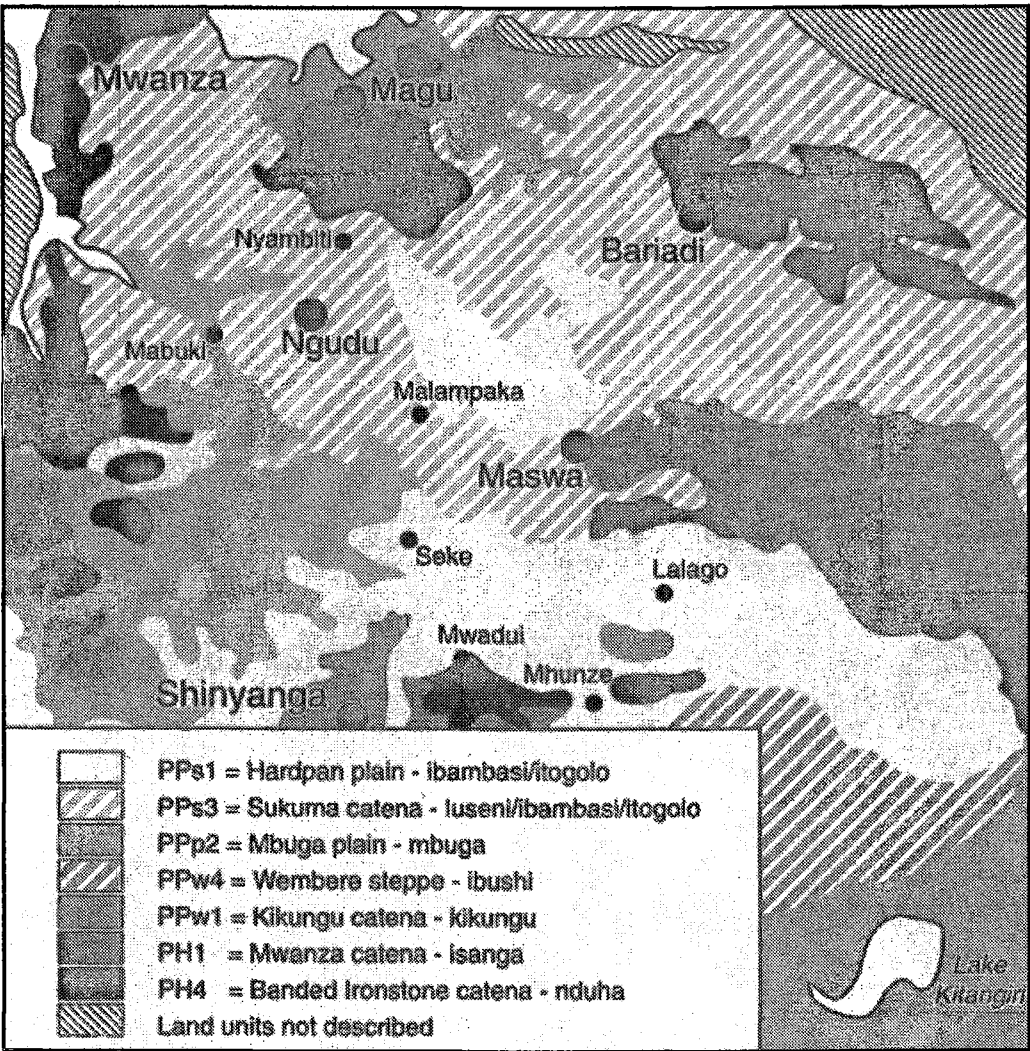 Mwanza
Magu
Nyambiti
Bariadi
Mabuki
Ngudu
Malampaka
Maswa
Seke
Lalago
Mwadui
Mhunze
Shinyanga
PPs1 = Hardpan plain - ibambasi/itogolo
PPs3 = Sukuma catena - luseni/ibambasi/itogolo
PPp2 = Mbuga plain - mbuga
PPw4 = Wembere steppe - ibushi
PPw1 = Kikungu catena - kikungu
PH1 = Mwanza catena - isanga
PH4 = Banded Ironstone catena - nduha
Land units not described
Lake
Kitangiri